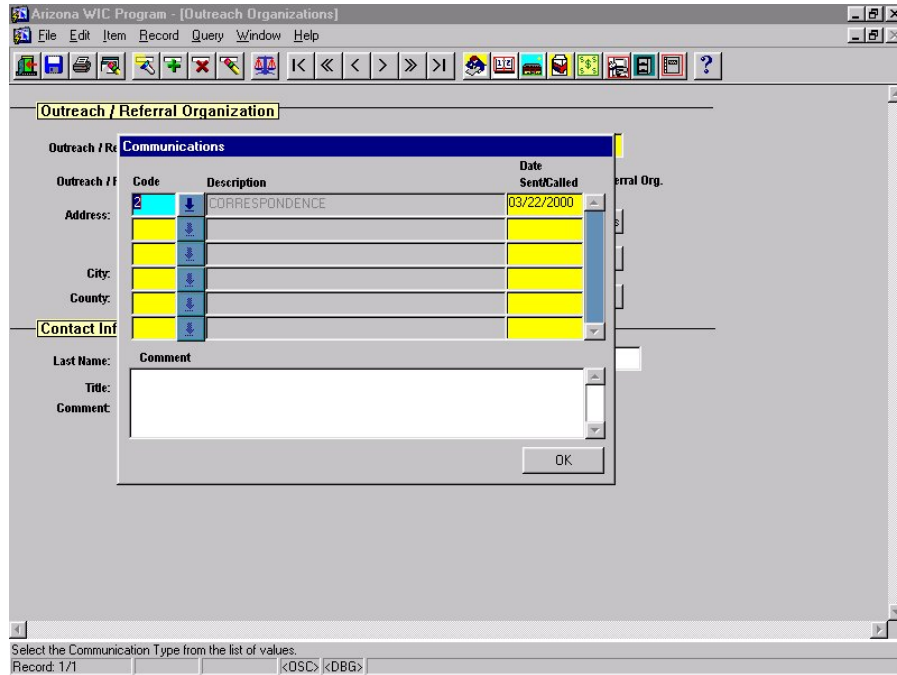 Arizona WIC Program - [Outreach Organizations]
File Edit Item Record Query Window Help
Outreach / Referral Organization
Outreach / Re
Communications
Outreach / F
erral Org.
Code Description Date Sent/Called
2 CORRESPONDENCE 03/22/2000
Address:
City:
County:
Contact Inf
Last Name:
Comment
Title:
Comment:
OK
Select the Communication Type from the list of values.
Record: 1/1 <OSC> <DBG>